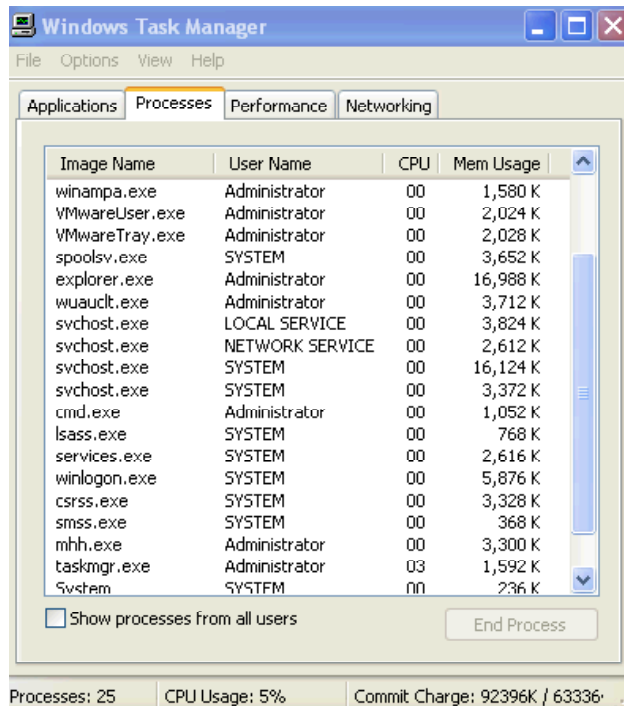 Windows Task Manager
File Options View Help
Applications Processes Performance Networking
Image Name User Name CPU Mem Usage
winampa.exe Administrator 00 1,580 K
VMwareUser.exe Administrator 00 2,024 K
VMwareTray.exe Administrator 00 2,028 K
spoolsv.exe SYSTEM 00 3,652 K
explorer.exe Administrator 00 16,988 K
wuauclt.exe Administrator 00 3,712 K
svchost.exe LOCAL SERVICE 00 3,824 K
svchost.exe NETWORK SERVICE 00 2,612 K
svchost.exe SYSTEM 00 16,124 K
svchost.exe SYSTEM 00 3,372 K
cmd.exe Administrator 00 1,052 K
lsass.exe SYSTEM 00 768 K
services.exe SYSTEM 00 2,616 K
winlogon.exe SYSTEM 00 5,876 K
csrss.exe SYSTEM 00 3,328 K
smss.exe SYSTEM 00 368 K
mhh.exe Administrator 00 3,300 K
taskmgr.exe Administrator 03 1,592 K
System SYSTEM 00 236 K
Show processes from all users
End Process
Processes: 25 CPU Usage: 5% Commit Charge: 92396K / 63336